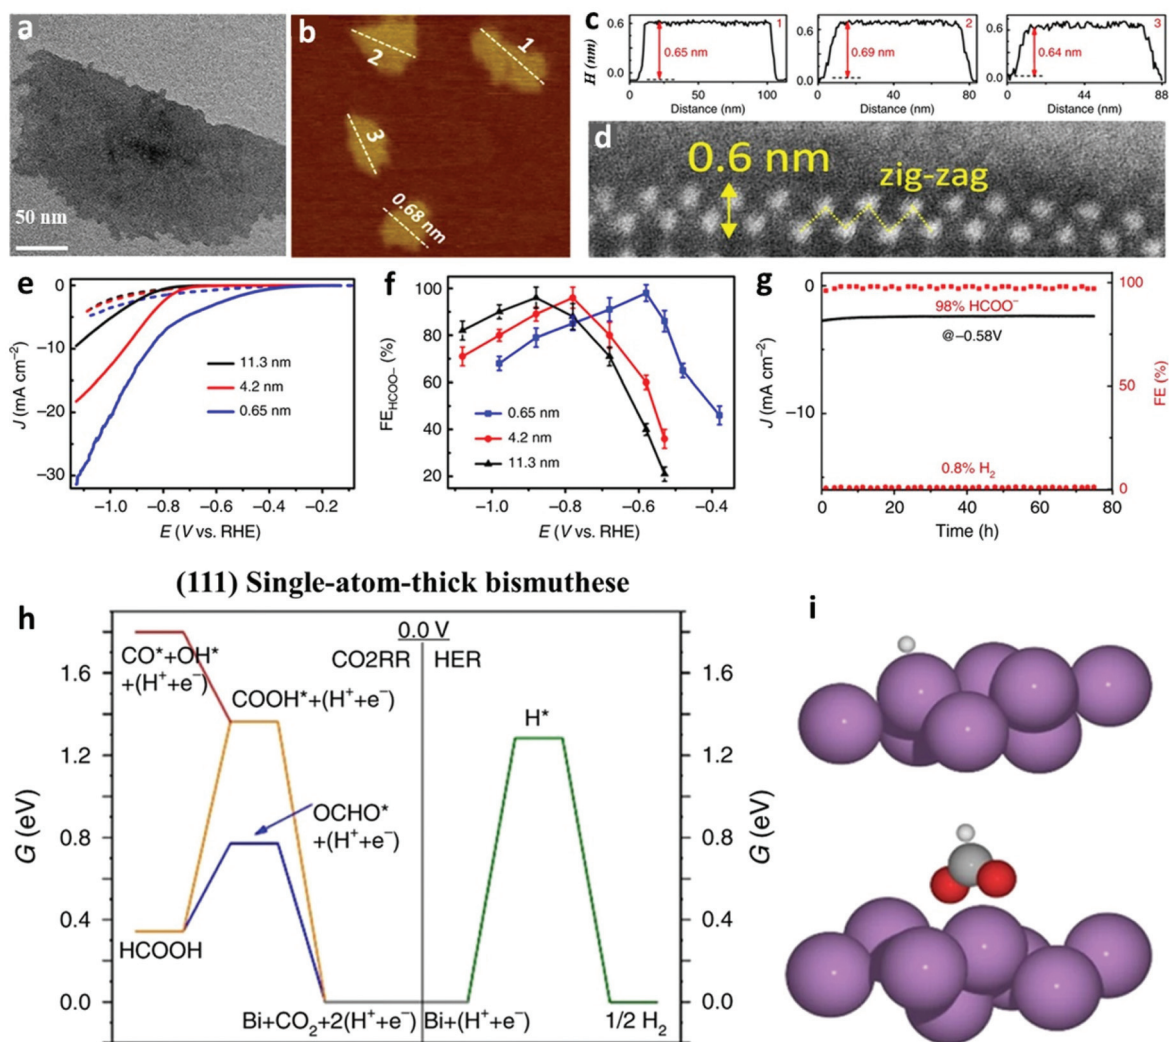 a
50 nm
b
1
2
3
0.68 nm
c
H (nm)
0.6
0.3
0.0
0.65 nm
1
0 50 100
Distance (nm)
0.6
0.3
0.0
0.69 nm
2
0 40 80
Distance (nm)
0.6
0.3
0.0
0.64 nm
3
0 44 88
Distance (nm)
d
0.6 nm
zig-zag
e
J (mA cm−2)
0
−10
−20
−30
11.3 nm
4.2 nm
0.65 nm
−1.0 −0.8 −0.6 −0.4 −0.2
E (V vs. RHE)
f
FEHCOO− (%)
100
80
60
40
20
0.65 nm
4.2 nm
11.3 nm
−1.0 −0.8 −0.6 −0.4
E (V vs. RHE)
g
J (mA cm−2)
0
−10
98% HCOO−
@−0.58V
0.8% H2
100
50
0
FE (%)
0 20 40 60 80
Time (h)
(111) Single-atom-thick bismuthese
h
G (eV)
1.6
1.2
0.8
0.4
0.0
0.0 V
CO2RR HER
CO*+OH*
+(H++e−)
COOH*+(H++e−)
OCHO*
+(H++e−)
HCOOH
Bi+CO2+2(H++e−)
H*
Bi+(H++e−)
1/2 H2
1.6
1.2
0.8
0.4
0.0
G (eV)
i